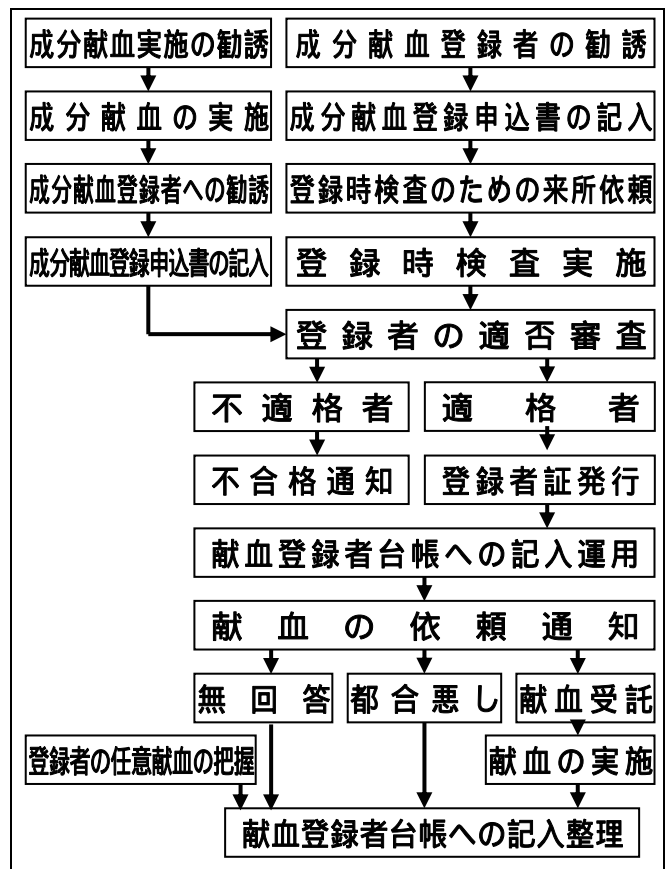 成分献血実施の勧誘
成分献血登録者の勧誘
成分献血の実施
成分献血登録申込書の記入
成分献血登録者への勧誘
登録時検査のための来所依頼
成分献血登録申込書の記入
登録時検査実施
登録者の適否審査
不適格者
適格者
不合格通知
登録者証発行
献血登録者台帳への記入運用
献血の依頼通知
無回答
都合悪し
献血受託
登録者の任意献血の把握
献血の実施
献血登録者台帳への記入整理